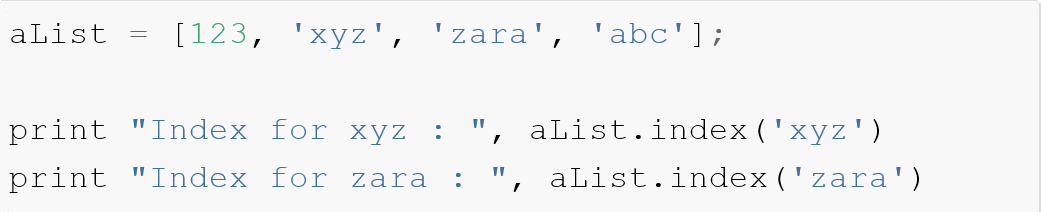 aList = [123, 'xyz', 'zara', 'abc'];
print "Index for xyz : ", aList.index('xyz')
print "Index for zara : ", aList.index('zara')